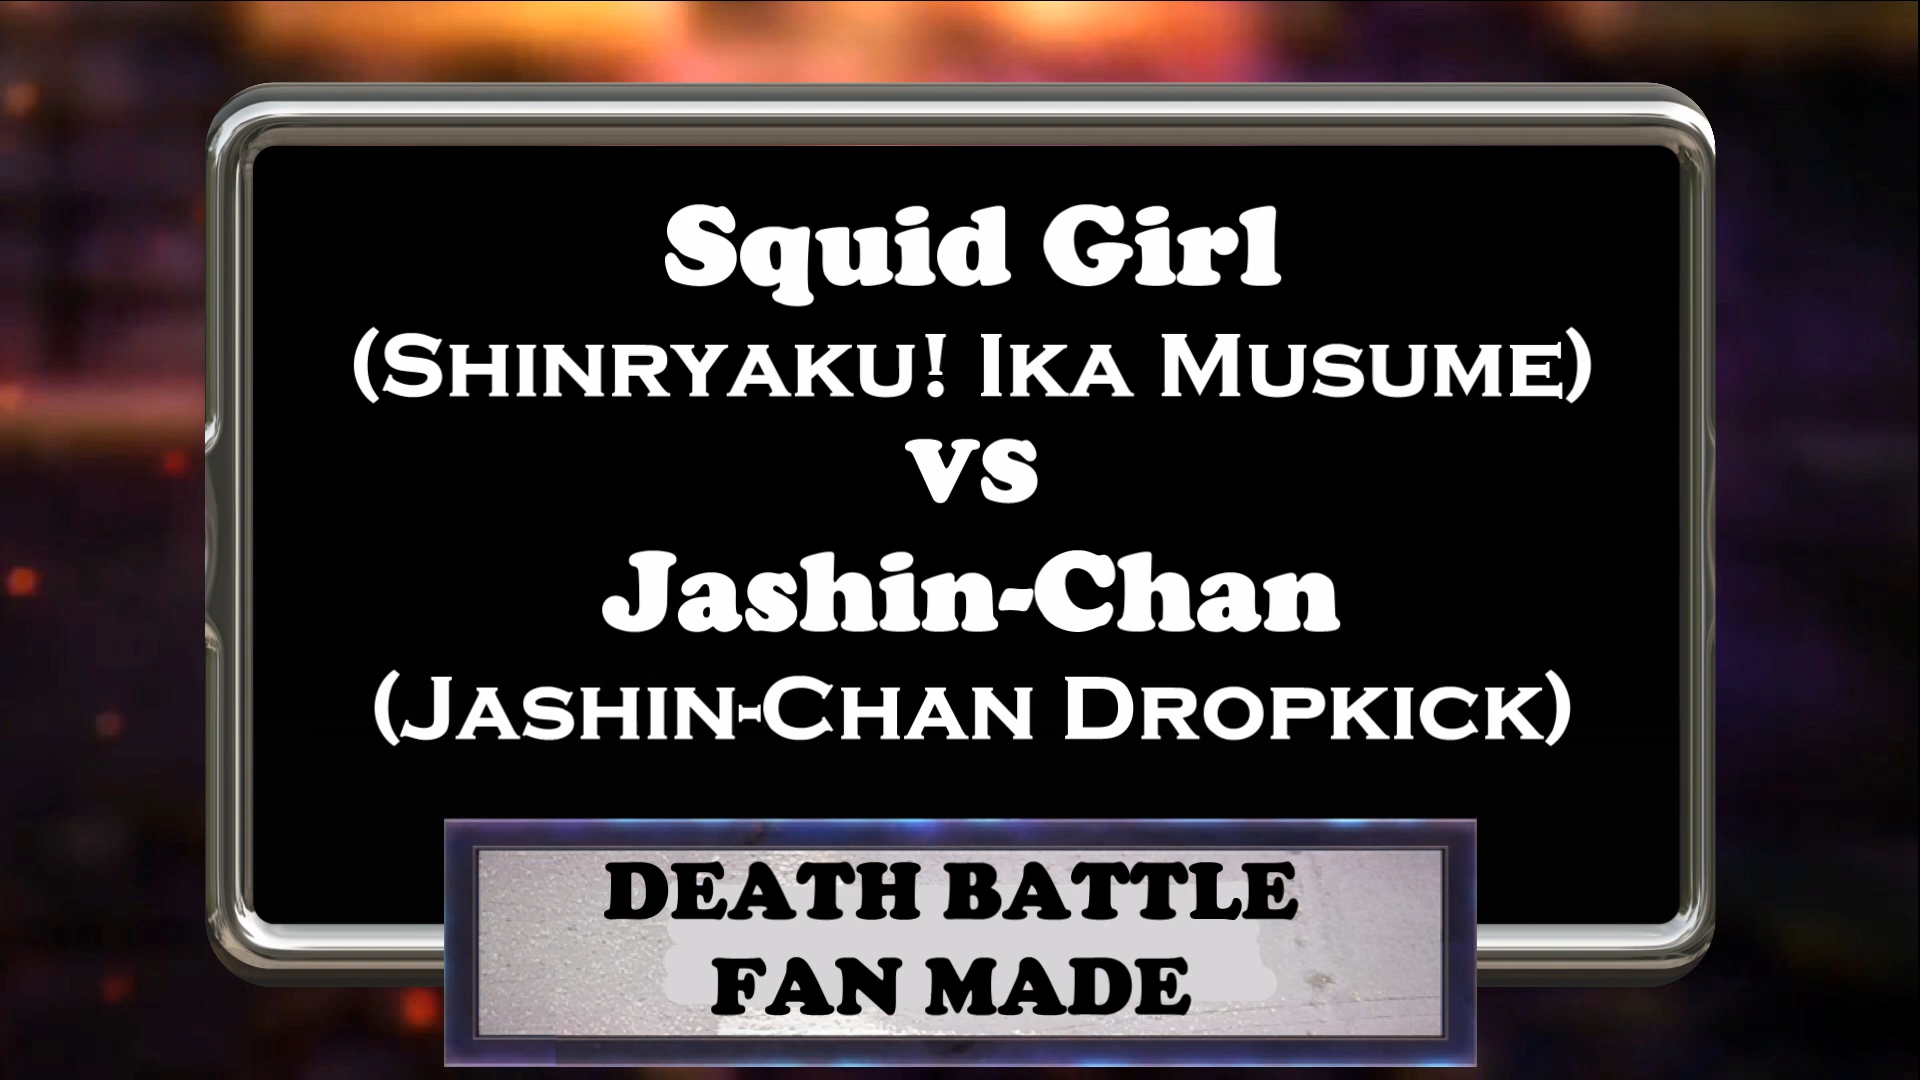 Squid Girl
(Shinryaku! Ika Musume)
vs
Jashin-Chan
(Jashin-Chan Dropkick)
DEATH BATTLE
FAN MADE